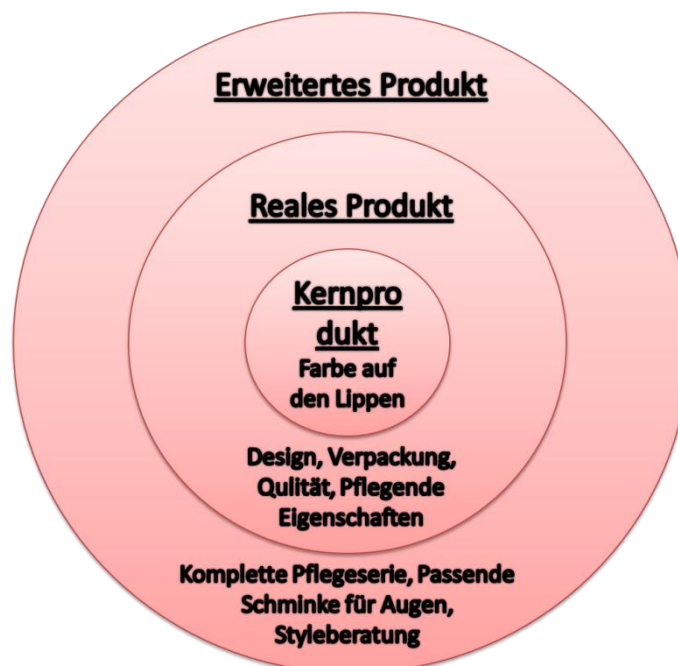 Erweitertes Produkt
Reales Produkt
Kernpro
dukt
Farbe auf
den Lippen
Design, Verpackung,
Qulität, Pflegende
Eigenschaften
Komplette Pflegeserie, Passende
Schminke für Augen,
Styleberatung